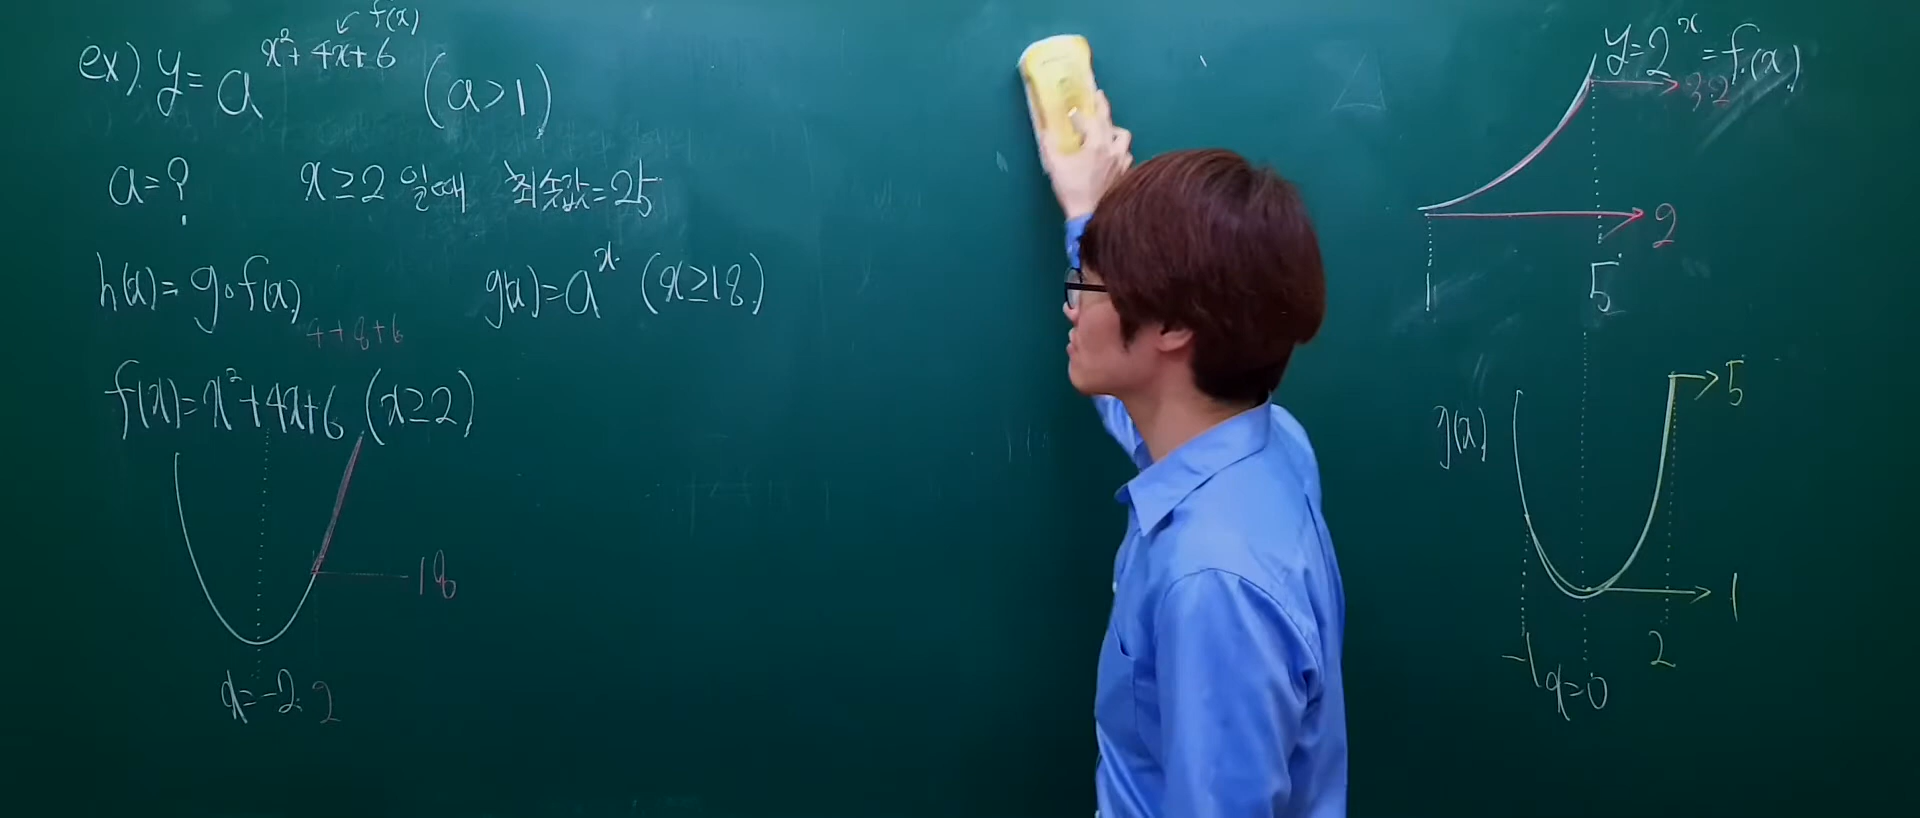 ex) y = a^{x²+4x+6} (a>1)
↙ f(x)
a=? x≥2 일때 최솟값=25
h(x)= g∘f(x) g(x)=a^x (x≥18)
4+8+6
f(x)=x²+4x+6 (x≥2)
18
x=-2 2
y=2^x=f(x)
32
2
1 5
g(x)
5
1
-1 x=0 2